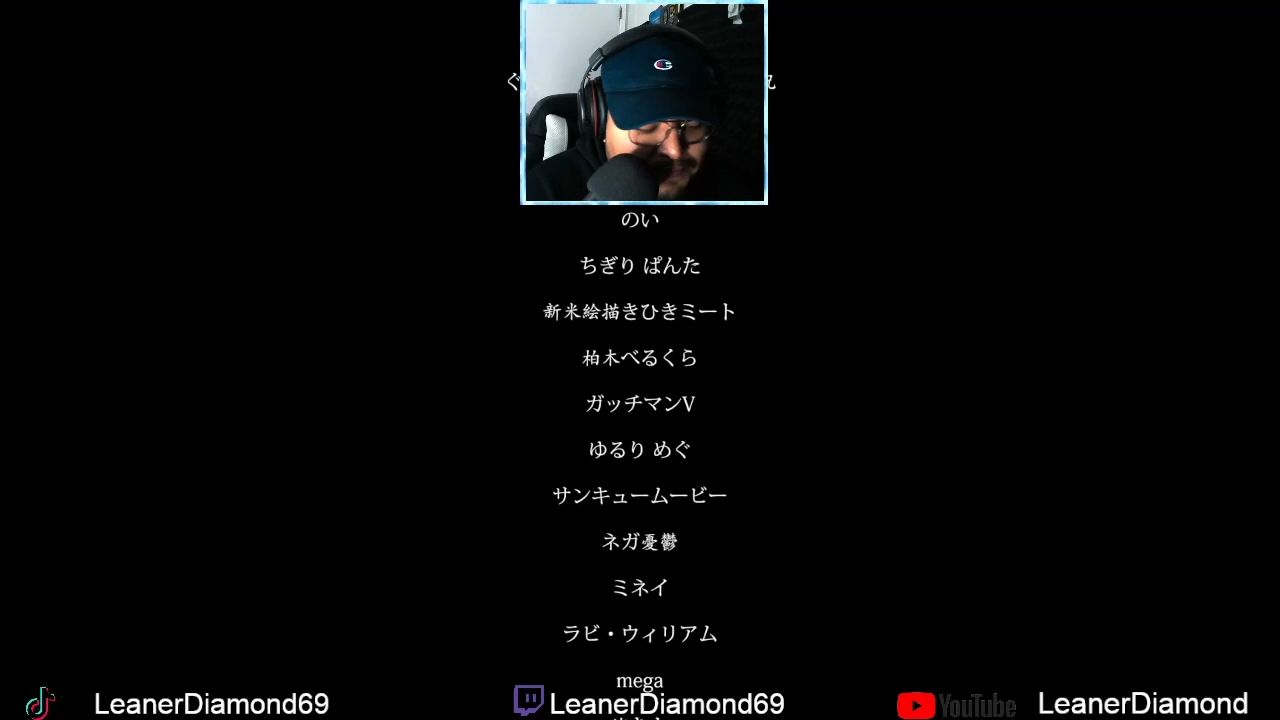 ぐ
丸
のい
ちぎり ぱんた
新米絵描きひきミート
柏木べるくら
ガッチマンV
ゆるり めぐ
サンキュームービー
ネガ憂鬱
ミネイ
ラビ・ウィリアム
mega
LeanerDiamond69
LeanerDiamond69
YouTube
LeanerDiamond